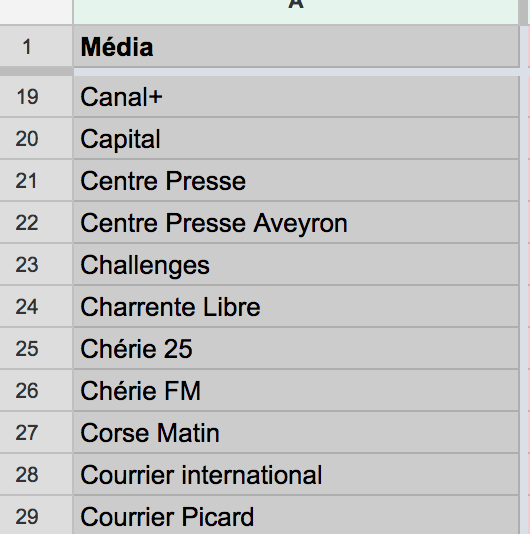 A
1 Média
19 Canal+
20 Capital
21 Centre Presse
22 Centre Presse Aveyron
23 Challenges
24 Charrente Libre
25 Chérie 25
26 Chérie FM
27 Corse Matin
28 Courrier international
29 Courrier Picard